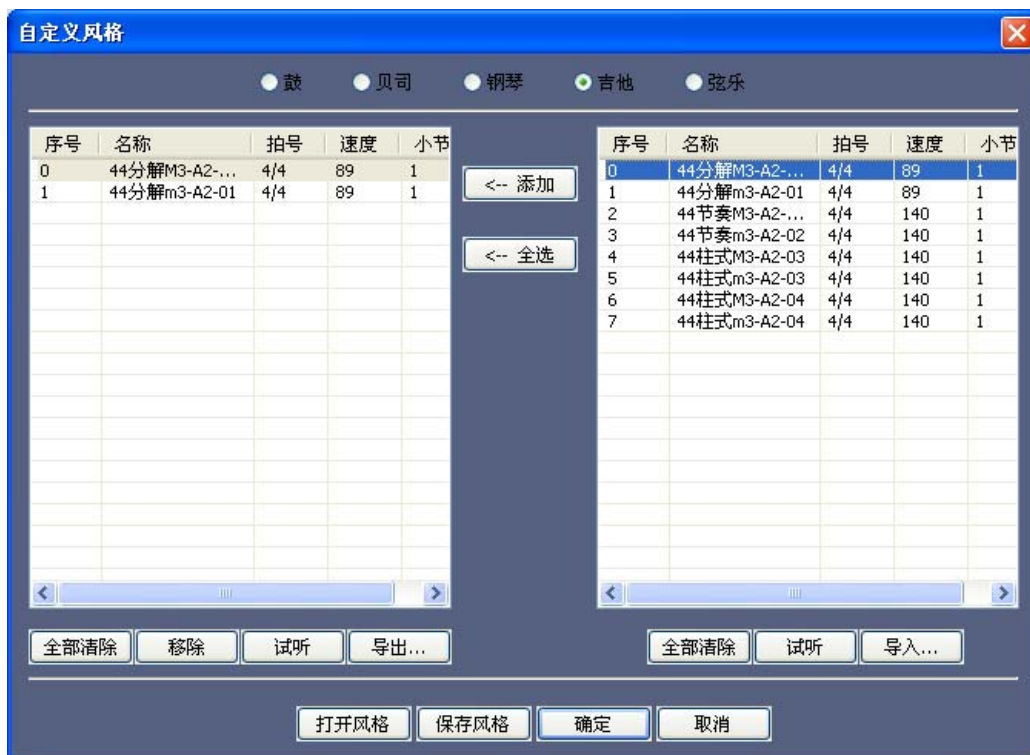 自定义风格
鼓 贝司 钢琴 吉他 弦乐
序号 名称 拍号 速度 小节
0 44分解M3-A2-... 4/4 89 1
1 44分解m3-A2-01 4/4 89 1
<-- 添加
<-- 全选
序号 名称 拍号 速度 小节
0 44分解M3-A2-... 4/4 89 1
1 44分解m3-A2-01 4/4 89 1
2 44节奏M3-A2-... 4/4 140 1
3 44节奏m3-A2-02 4/4 140 1
4 44柱式M3-A2-03 4/4 140 1
5 44柱式m3-A2-03 4/4 140 1
6 44柱式M3-A2-04 4/4 140 1
7 44柱式m3-A2-04 4/4 140 1
全部清除 移除 试听 导出...
全部清除 试听 导入...
打开风格 保存风格 确定 取消